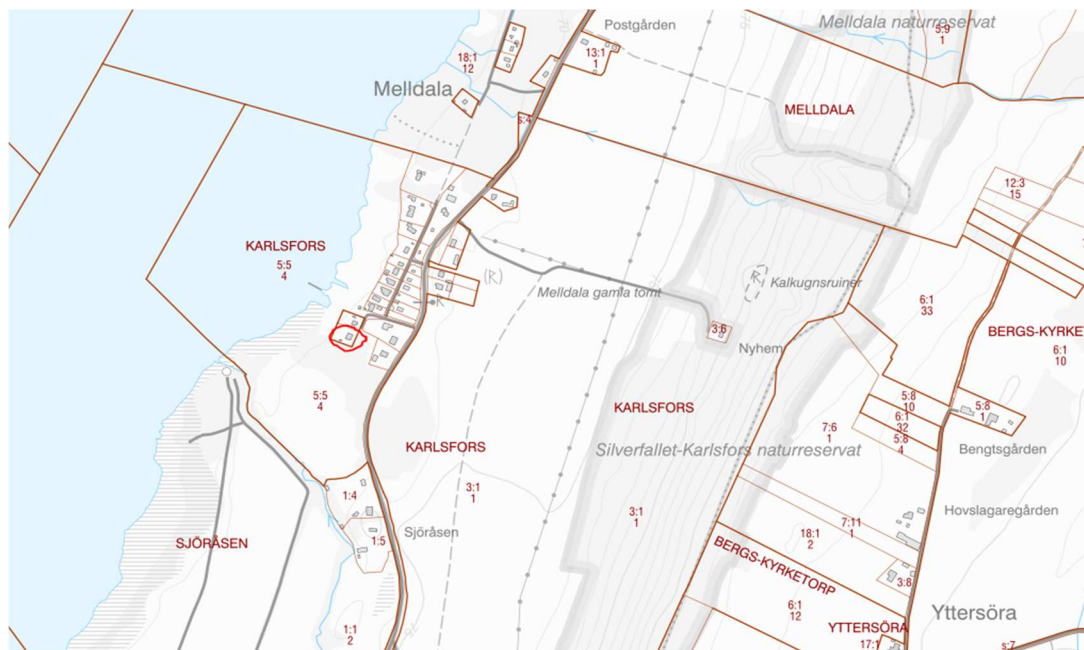 Postgården
Melldala naturreservat
5:9
1
18:1
12
13:1
1
Melldala
s:4
MELLDALA
12:3
15
KARLSFORS
5:5
4
(R)
R
Melldala gamla tomt
R
Kalkugnsruiner
6:1
33
3:6
BERGS-KYRKE
6:1
10
Nyhem
5:5
4
KARLSFORS
5:8
10
6:1
32
5:8
4
5:8
1
7:6
1
KARLSFORS
Silverfallet-Karlsfors naturreservat
Bengtsgården
3:1
1
1:4
3:1
1
7:11
1
Hovslagaregården
Sjöråsen
18:1
2
1:5
SJÖRÅSEN
BERGS-KYRKETORP
3:8
6:1
12
Yttersöra
1:1
2
YTTERSÖRA
17:1
s:7